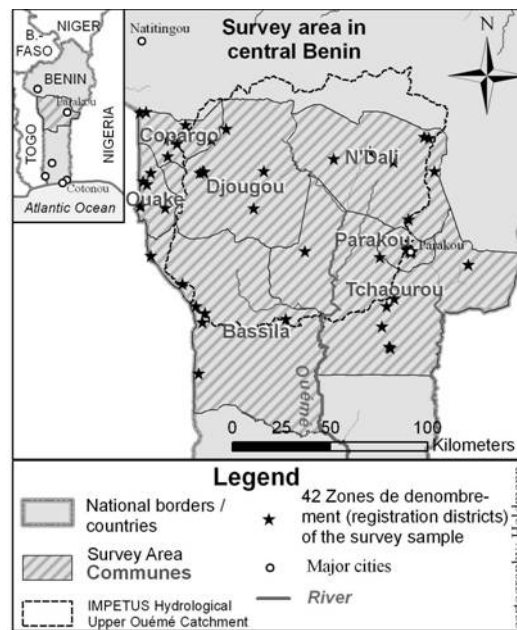 Survey area in
central Benin
N
Natitingou
B.-
FASO
NIGER
BENIN
Parakou
TOGO
NIGERIA
Cotonou
Atlantic Ocean
Copargo
N'Dali
Ouake
Djougou
Parakou
Parakou
Tchaourou
Bassila
Ouémé
0 25 50 100
Kilometers
Legend
National borders /
countries
42 Zones de denombre-
ment (registration districts)
of the survey sample
Survey Area
Communes
Major cities
IMPETUS Hydrological
Upper Ouémé Catchment
River